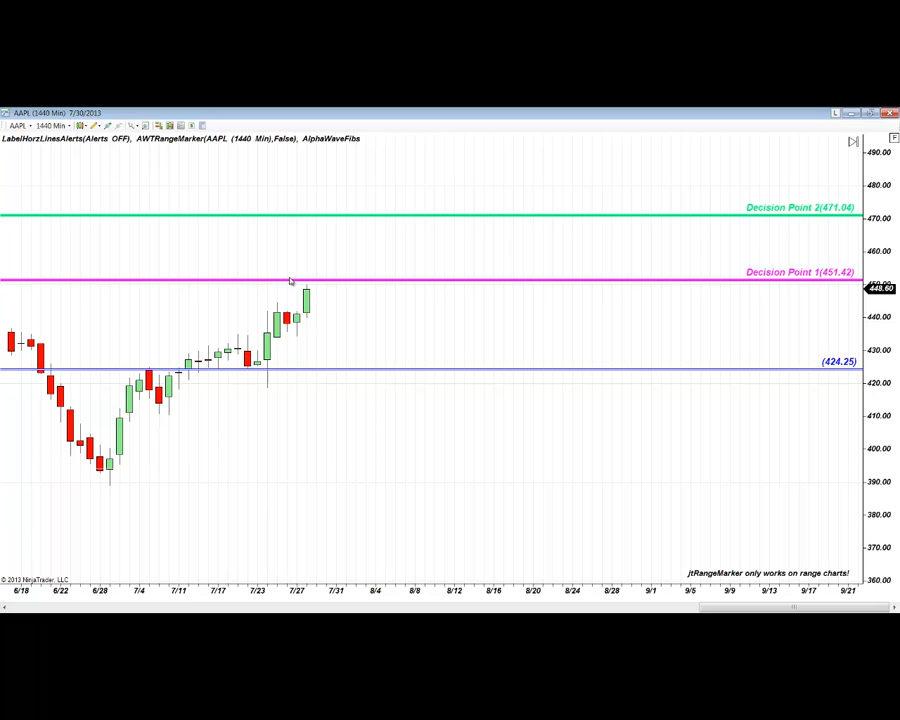 AAPL (1440 Min) 7/30/2013
L
AAPL 1440 Min
LabelHorzLinesAlerts(Alerts OFF), AWTRangeMarker(AAPL (1440 Min),False), AlphaWaveFibs
F
490.00
480.00
Decision Point 2(471.04)
470.00
460.00
Decision Point 1(451.42)
450.00
448.60
440.00
430.00
(424.25)
420.00
410.00
400.00
390.00
380.00
370.00
jtRangeMarker only works on range charts!
© 2013 NinjaTrader, LLC
360.00
6/18 6/22 6/28 7/4 7/11 7/17 7/23 7/27 7/31 8/4 8/8 8/12 8/16 8/20 8/24 8/28 9/1 9/5 9/9 9/13 9/17 9/21